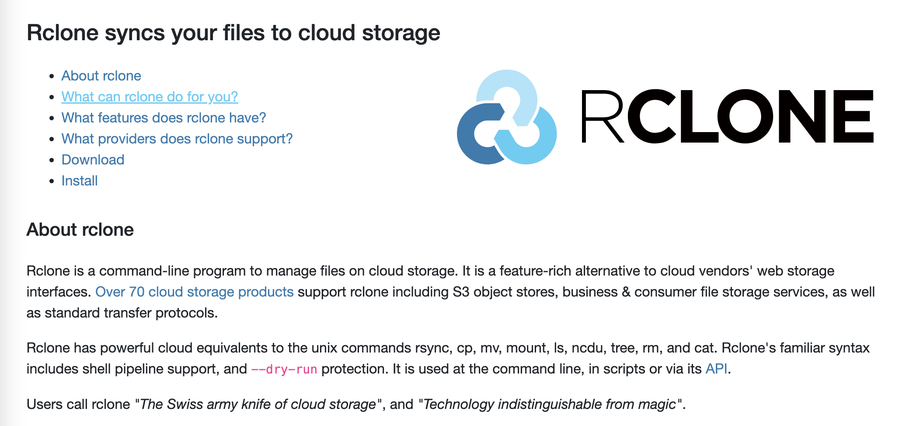 Rclone syncs your files to cloud storage
About rclone
What can rclone do for you?
What features does rclone have?
What providers does rclone support?
Download
Install
RCLONE
About rclone
Rclone is a command-line program to manage files on cloud storage. It is a feature-rich alternative to cloud vendors' web storage
interfaces. Over 70 cloud storage products support rclone including S3 object stores, business & consumer file storage services, as well
as standard transfer protocols.
Rclone has powerful cloud equivalents to the unix commands rsync, cp, mv, mount, ls, ncdu, tree, rm, and cat. Rclone's familiar syntax
includes shell pipeline support, and --dry-run protection. It is used at the command line, in scripts or via its API.
Users call rclone "The Swiss army knife of cloud storage", and "Technology indistinguishable from magic".